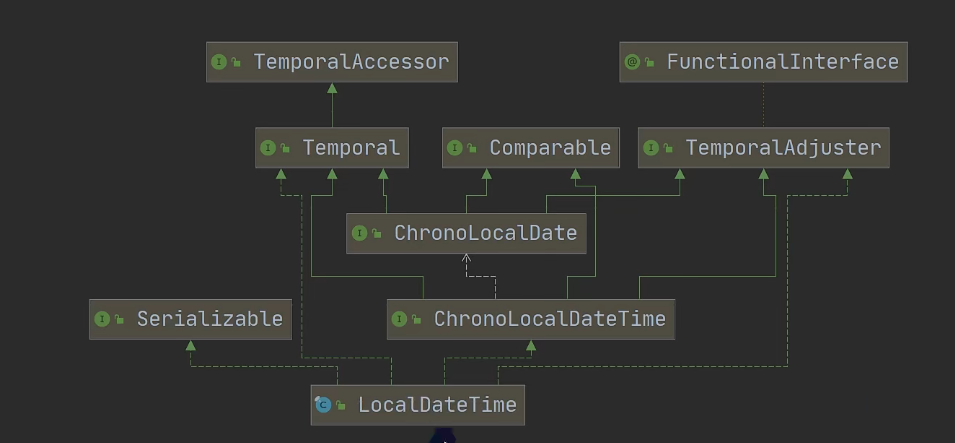 TemporalAccessor
FunctionalInterface
Temporal
Comparable
TemporalAdjuster
ChronoLocalDate
Serializable
ChronoLocalDateTime
LocalDateTime